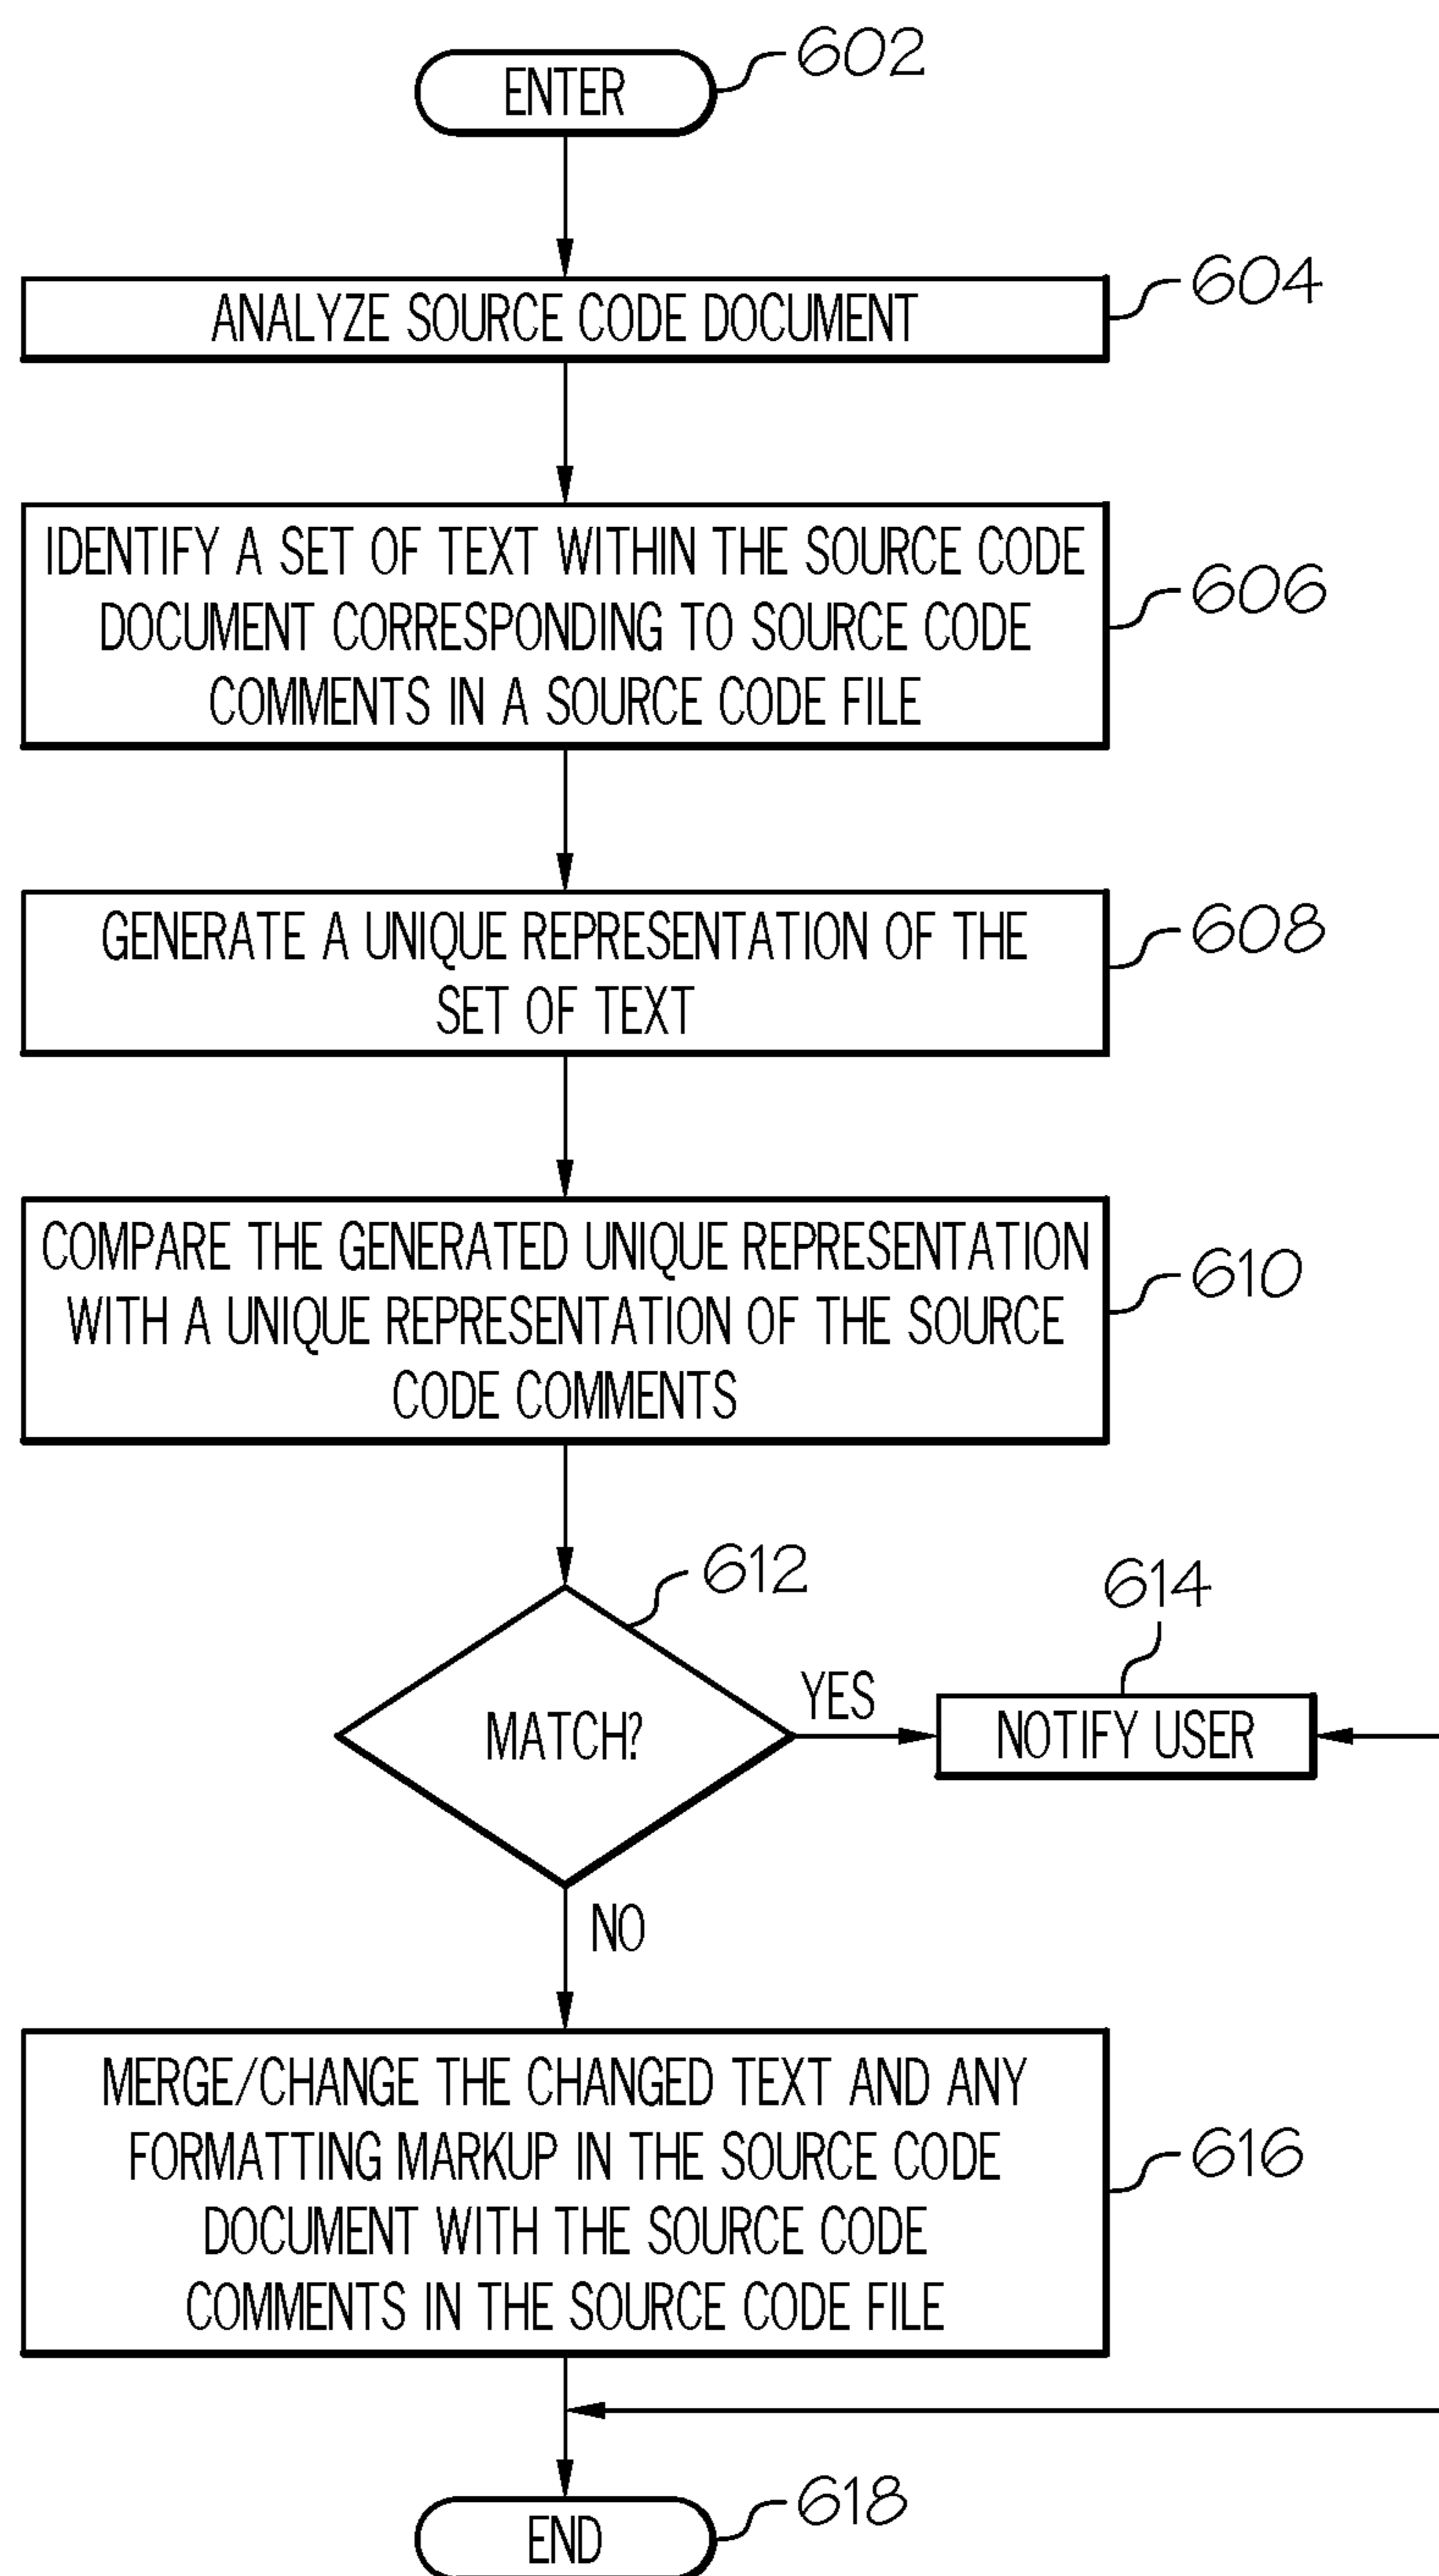 602
ENTER
604
ANALYZE SOURCE CODE DOCUMENT
IDENTIFY A SET OF TEXT WITHIN THE SOURCE CODE
DOCUMENT CORRESPONDING TO SOURCE CODE
COMMENTS IN A SOURCE CODE FILE
606
GENERATE A UNIQUE REPRESENTATION OF THE
SET OF TEXT
608
COMPARE THE GENERATED UNIQUE REPRESENTATION
WITH A UNIQUE REPRESENTATION OF THE SOURCE
CODE COMMENTS
610
612
MATCH?
YES
614
NOTIFY USER
NO
MERGE/CHANGE THE CHANGED TEXT AND ANY
FORMATTING MARKUP IN THE SOURCE CODE
DOCUMENT WITH THE SOURCE CODE
COMMENTS IN THE SOURCE CODE FILE
616
618
END